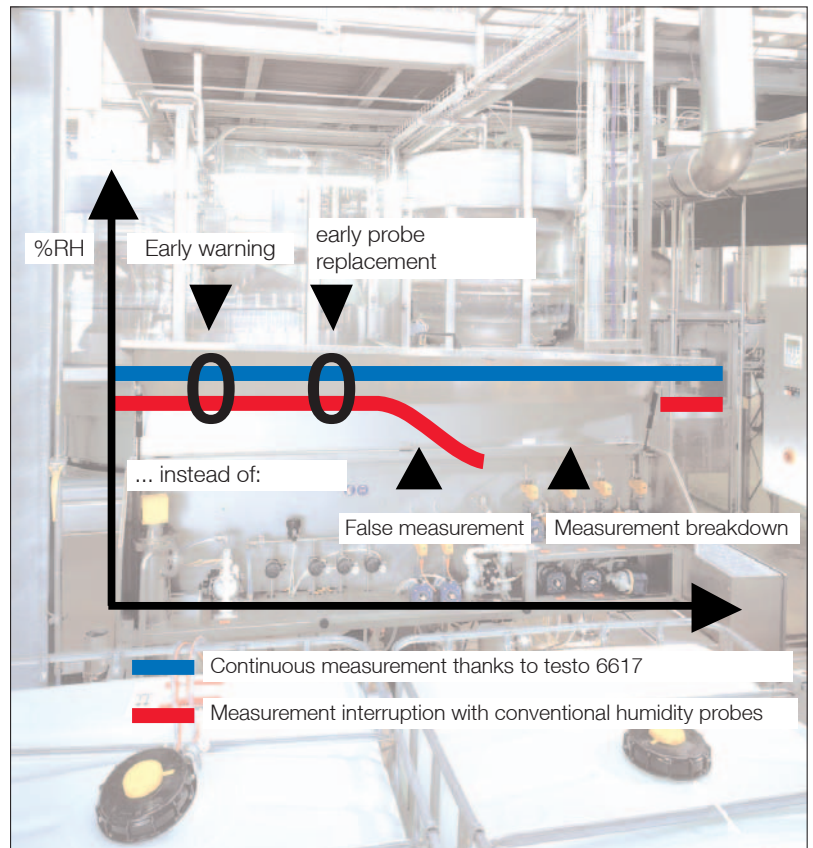 %RH
Early warning
early probe
replacement
0 0
... instead of:
False measurement
Measurement breakdown
Continuous measurement thanks to testo 6617
Measurement interruption with conventional humidity probes